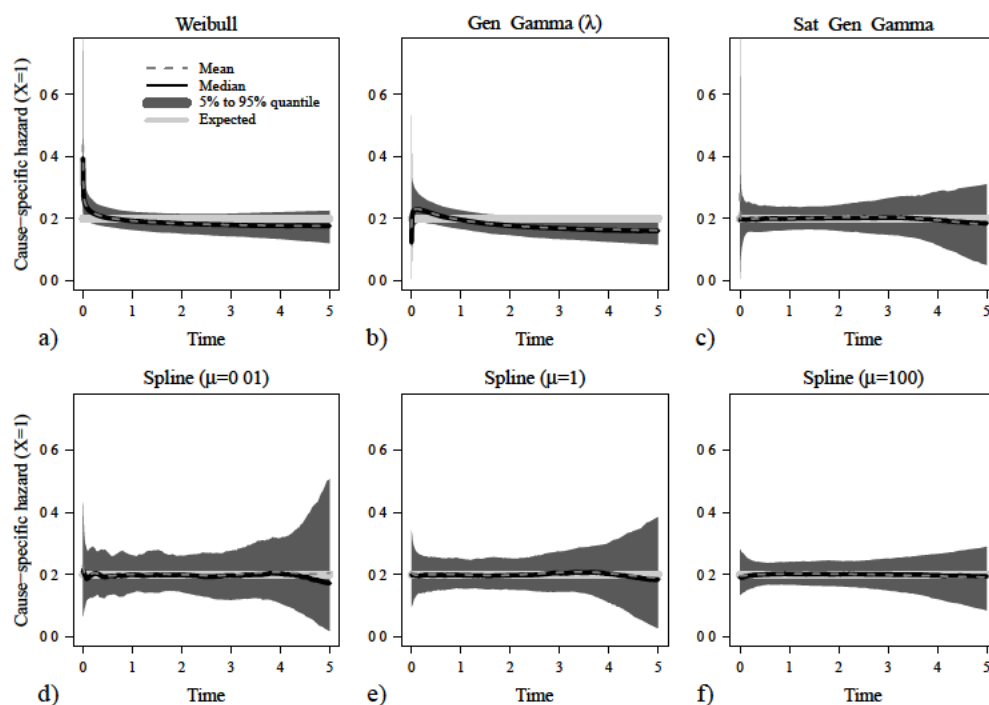 Weibull
Gen Gamma (λ)
Sat Gen Gamma
Cause−specific hazard (X=1)
0 6
0 4
0 2
0 0
Mean
Median
5% to 95% quantile
Expected
0 1 2 3 4 5
Time
a)
0 6
0 4
0 2
0 0
0 1 2 3 4 5
Time
b)
0 6
0 4
0 2
0 0
0 1 2 3 4 5
Time
c)
Spline (μ=0 01)
Spline (μ=1)
Spline (μ=100)
Cause−specific hazard (X=1)
0 6
0 4
0 2
0 0
0 1 2 3 4 5
Time
d)
0 6
0 4
0 2
0 0
0 1 2 3 4 5
Time
e)
0 6
0 4
0 2
0 0
0 1 2 3 4 5
Time
f)